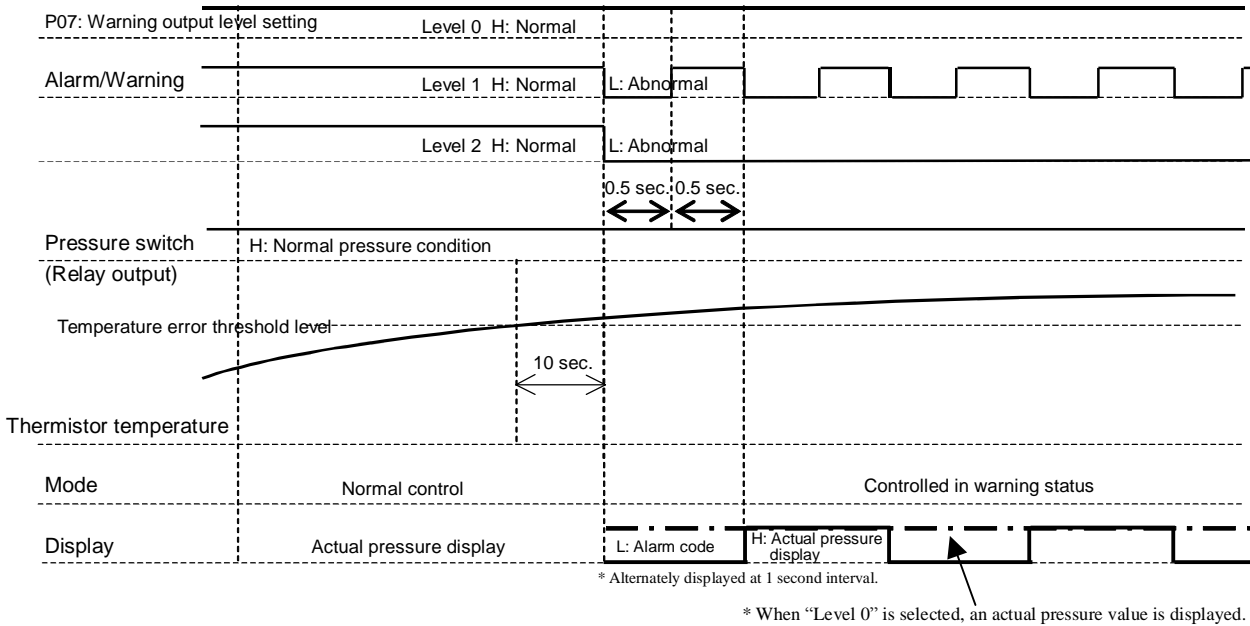 P07: Warning output level setting
Level 0 H: Normal
Alarm/Warning
Level 1 H: Normal
L: Abnormal
Level 2 H: Normal
L: Abnormal
0.5 sec.
0.5 sec.
Pressure switch
(Relay output)
H: Normal pressure condition
Temperature error threshold level
10 sec.
Thermistor temperature
Mode
Normal control
Controlled in warning status
Display
Actual pressure display
L: Alarm code
H: Actual pressure
display
* Alternately displayed at 1 second interval.
* When “Level 0” is selected, an actual pressure value is displayed.